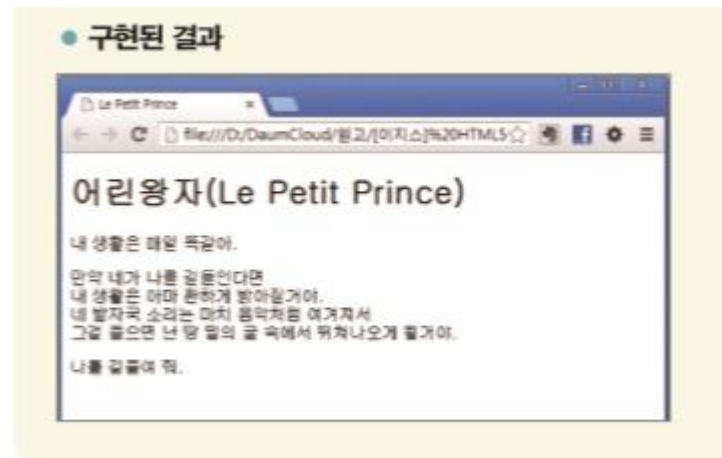 구현된 결과
Le Petit Prince
file:///D:/DaumCloud/원고/[이지스]%20HTML5
어린왕자(Le Petit Prince)
내 생활은 매일 똑같아.
만약 네가 나를 길들인다면
내 생활은 아마 환하게 밝아질거야.
네 발자국 소리는 마치 음악처럼 여겨져서
그걸 들으면 난 땅 밑의 굴 속에서 뛰쳐나오게 될거야.
나를 길들여 줘.